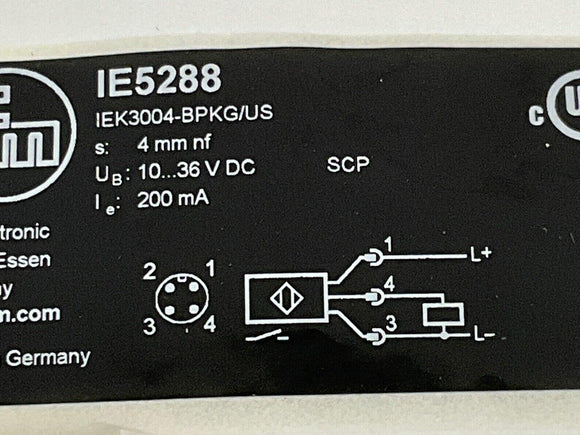 IE5288
IEK3004-BPKG/US
s: 4 mm nf
UB: 10...36 V DC SCP
Ie: 200 mA
m
c U
tronic
Essen
ny
m.com
Germany
2 1
3 4
1 L+
4
3 L−